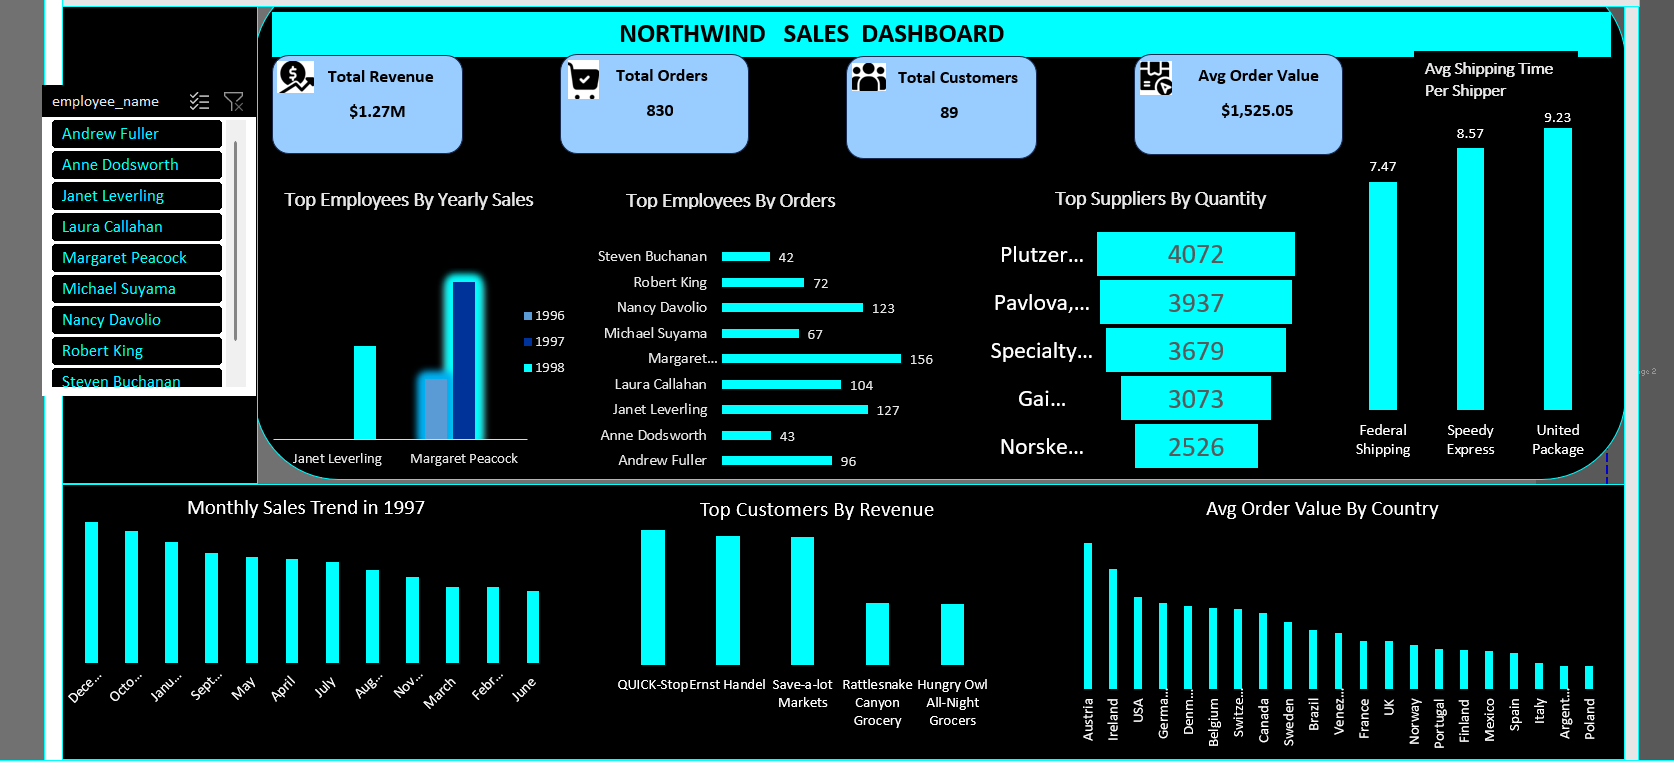 NORTHWIND SALES DASHBOARD
Total Revenue
$1.27M
Total Orders
830
Total Customers
89
Avg Order Value
$1,525.05
employee_name
Andrew Fuller
Anne Dodsworth
Janet Leverling
Laura Callahan
Margaret Peacock
Michael Suyama
Nancy Davolio
Robert King
Steven Buchanan
Top Employees By Yearly Sales
1996
1997
1998
Janet Leverling
Margaret Peacock
Top Employees By Orders
Steven Buchanan 42
Robert King 72
Nancy Davolio 123
Michael Suyama 67
Margaret... 156
Laura Callahan 104
Janet Leverling 127
Anne Dodsworth 43
Andrew Fuller 96
Top Suppliers By Quantity
Plutzer... 4072
Pavlova,... 3937
Specialty... 3679
Gai... 3073
Norske... 2526
Avg Shipping Time
Per Shipper
7.47
8.57
9.23
Federal
Shipping
Speedy
Express
United
Package
Monthly Sales Trend in 1997
Dece...
Octo...
Janu...
Sept...
May
April
July
Aug...
Nov...
March
Febr...
June
Top Customers By Revenue
QUICK-Stop
Ernst Handel
Save-a-lot
Markets
Rattlesnake
Canyon
Grocery
Hungry Owl
All-Night
Grocers
Avg Order Value By Country
Austria
Ireland
USA
Germa...
Denm...
Belgium
Switze...
Canada
Sweden
Brazil
Venez...
France
UK
Norway
Portugal
Finland
Mexico
Spain
Italy
Argent...
Poland